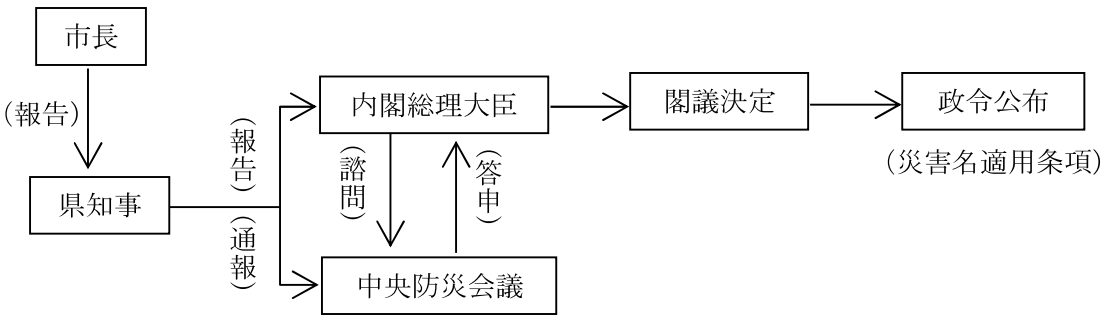 市長
(報告)
県知事
(報告)
(通報)
内閣総理大臣
(諮問)
(答申)
中央防災会議
閣議決定
政令公布
(災害名適用条項)